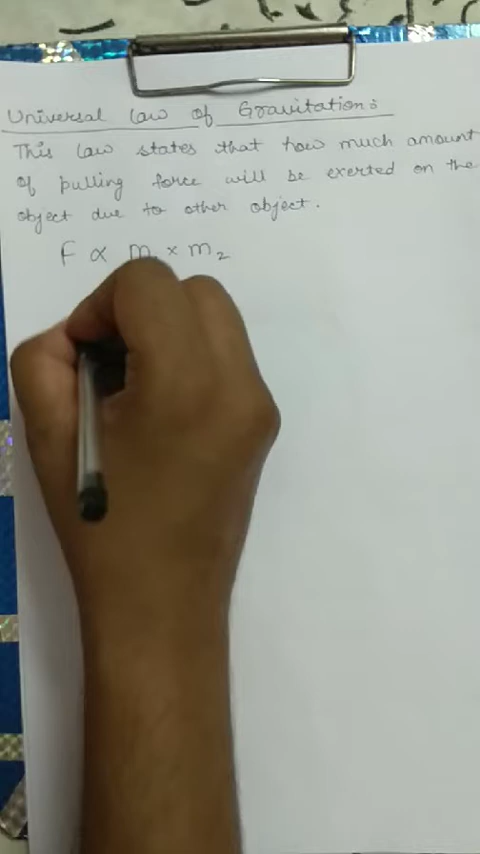 Universal Law of Gravitation:
This law states that how much amount
of pulling force will be exerted on the
object due to other object.
F ∝ m₁ × m₂